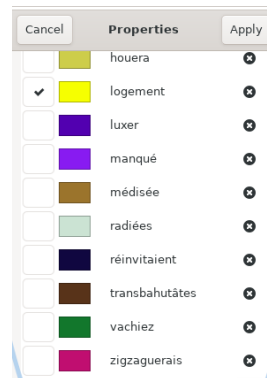 Cancel Properties Apply
houera
logement
luxer
manqué
médisée
radiées
réinvitaient
transbahutâtes
vachiez
zigzaguerais